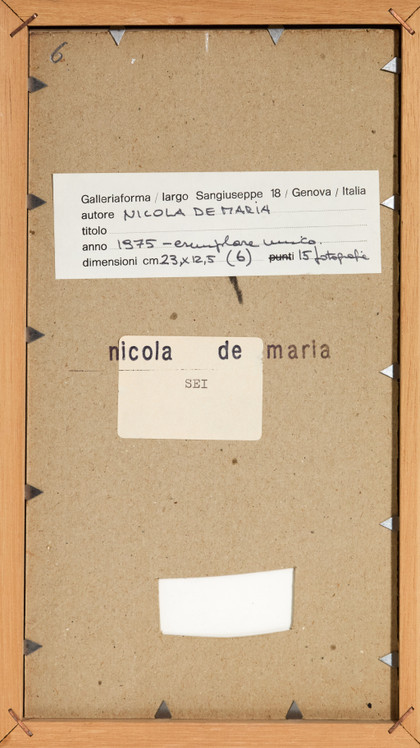 6
Galleriaforma / largo Sangiuseppe 18 / Genova / Italia
autore NICOLA DE MARIA
titolo
anno 1975 - esemplare unico.
dimensioni cm. 23,x12,5 (6) punti 15 fotografie
nicola de maria
SEI